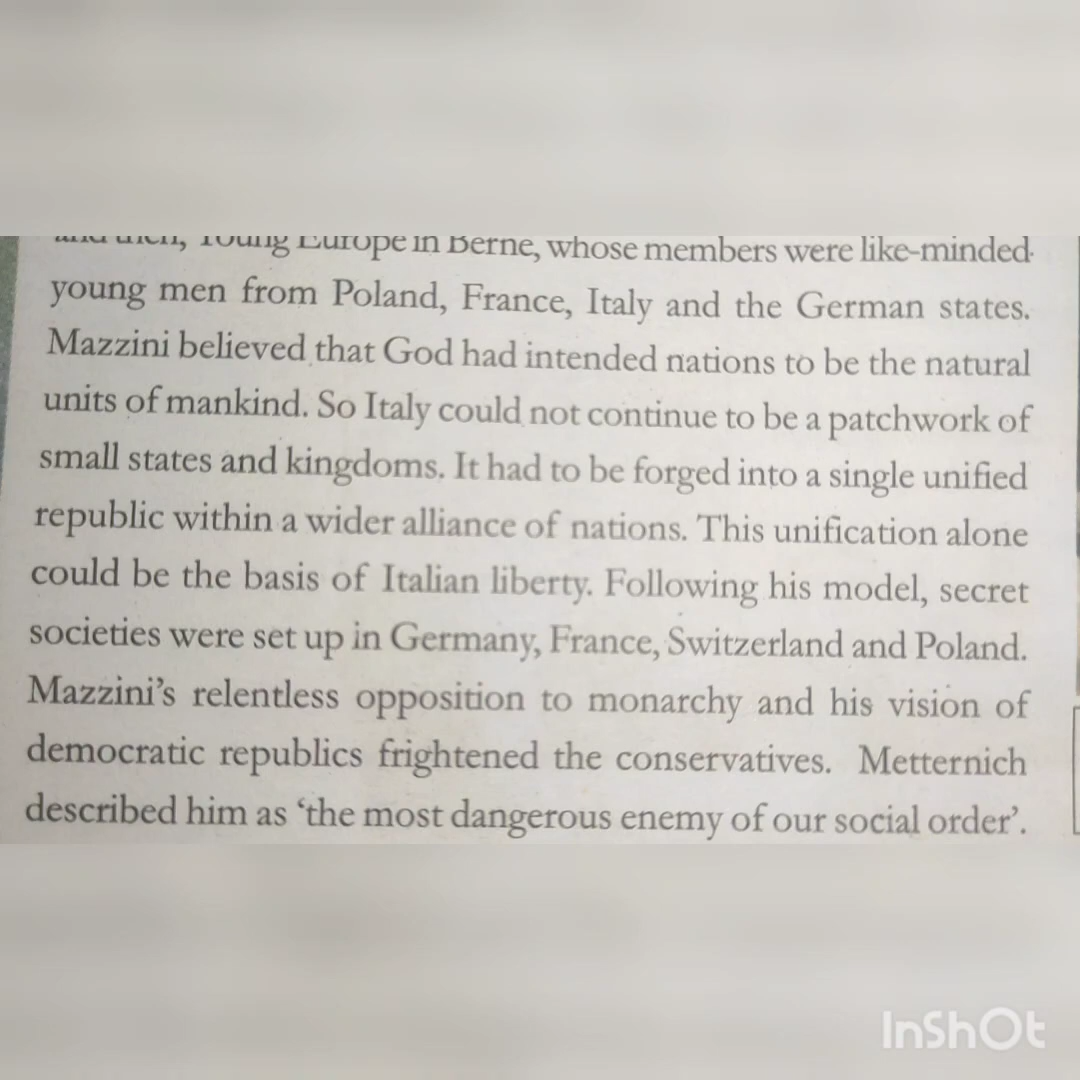 and then, Young Europe in Berne, whose members were like-minded
young men from Poland, France, Italy and the German states.
Mazzini believed that God had intended nations to be the natural
units of mankind. So Italy could not continue to be a patchwork of
small states and kingdoms. It had to be forged into a single unified
republic within a wider alliance of nations. This unification alone
could be the basis of Italian liberty. Following his model, secret
societies were set up in Germany, France, Switzerland and Poland.
Mazzini’s relentless opposition to monarchy and his vision of
democratic republics frightened the conservatives. Metternich
described him as ‘the most dangerous enemy of our social order’.
InShOt